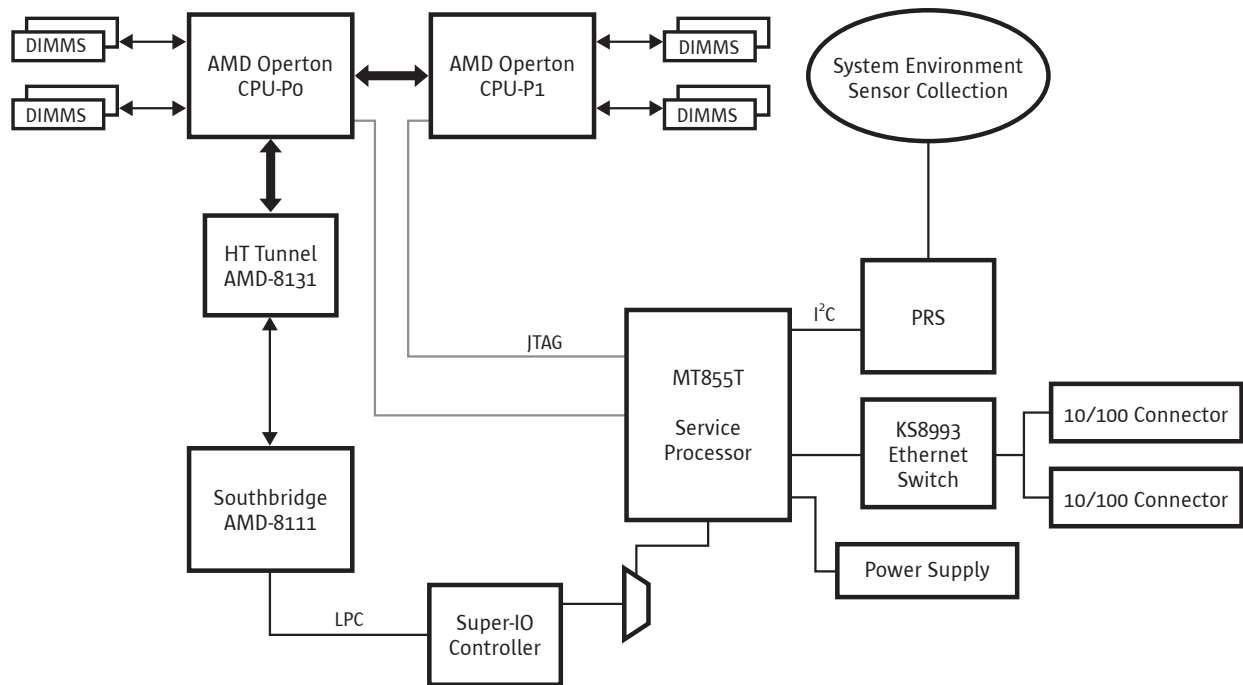 DIMMS
DIMMS
AMD Operton
CPU-P0
AMD Operton
CPU-P1
DIMMS
DIMMS
System Environment
Sensor Collection
HT Tunnel
AMD-8131
JTAG
MT855T
Service
Processor
I²C
PRS
KS8993
Ethernet
Switch
10/100 Connector
10/100 Connector
Power Supply
Southbridge
AMD-8111
LPC
Super-IO
Controller